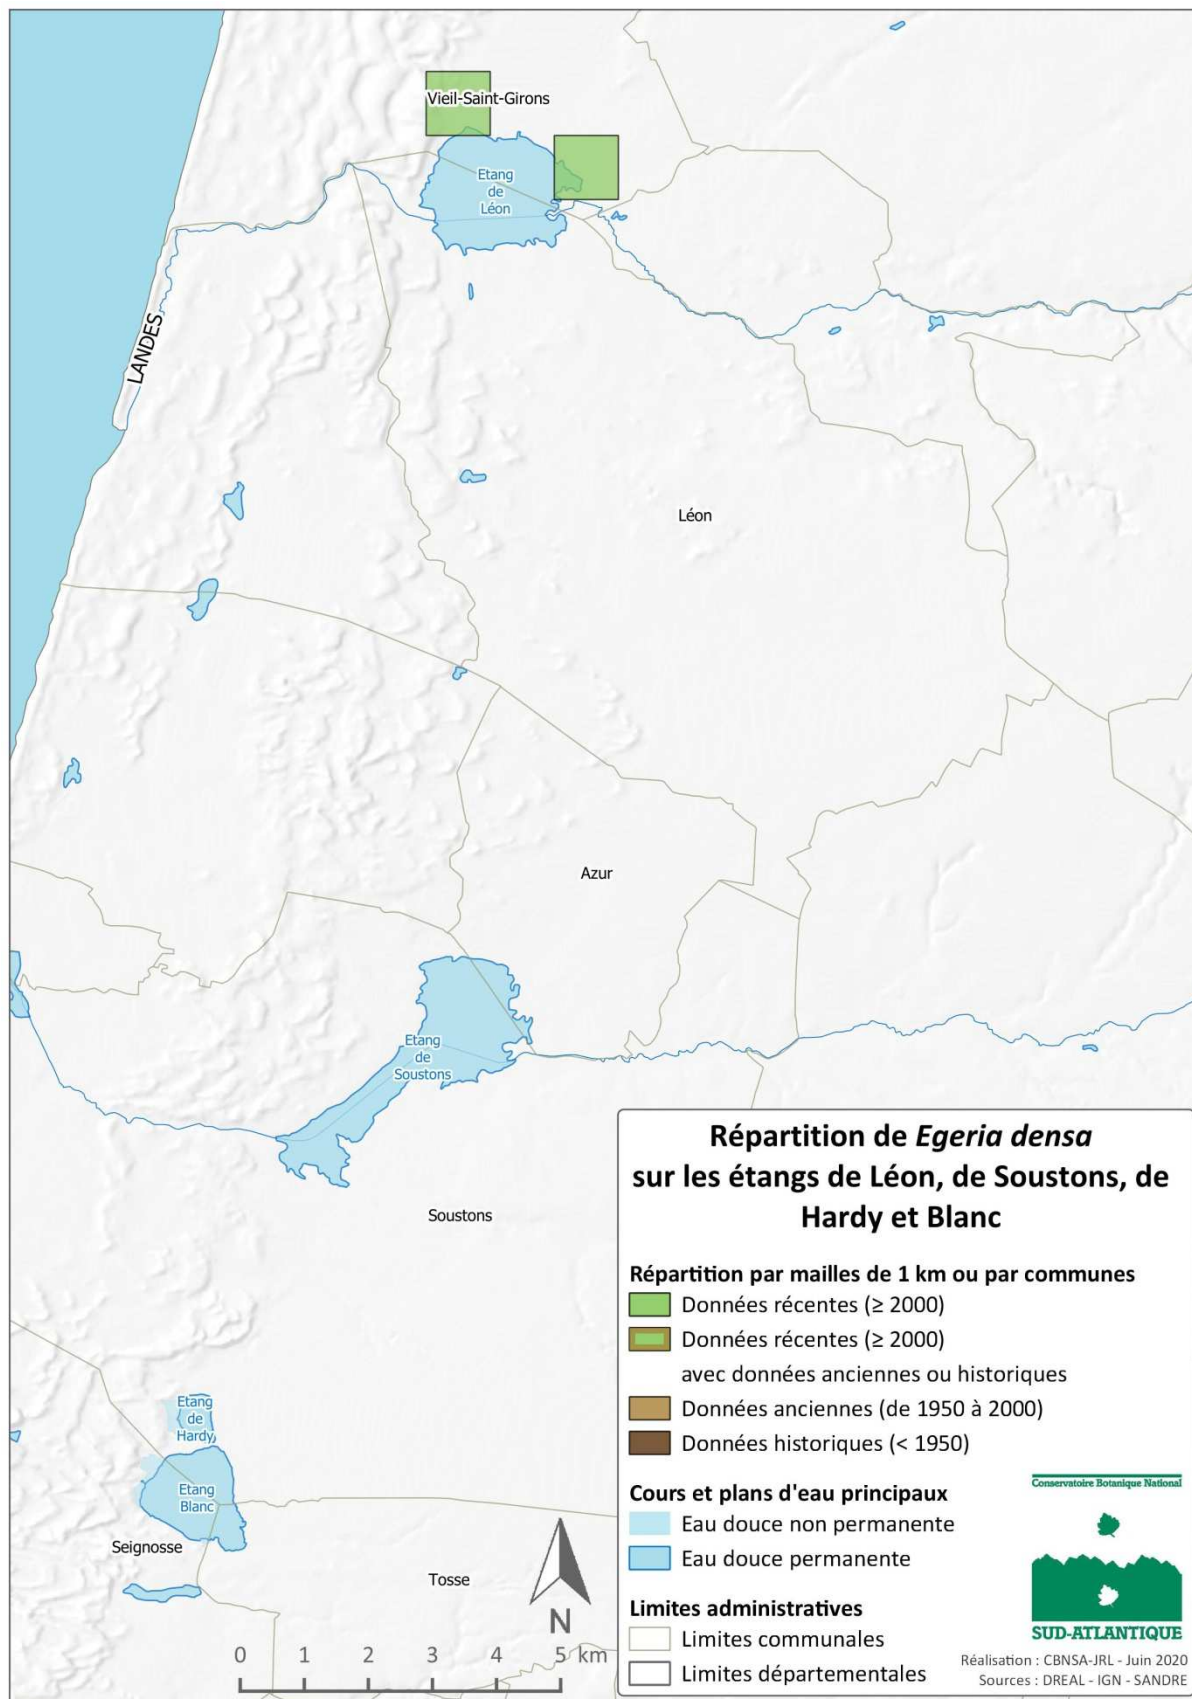 Vieil-Saint-Girons
Etang
de
Léon
LANDES
Léon
Azur
Etang
de
Soustons
Soustons
Etang
de
Hardy
Etang
Blanc
Seignosse
Tosse
N
0 1 2 3 4 5 km
Répartition de Egeria densa
sur les étangs de Léon, de Soustons, de
Hardy et Blanc
Répartition par mailles de 1 km ou par communes
Données récentes (≥ 2000)
Données récentes (≥ 2000)
avec données anciennes ou historiques
Données anciennes (de 1950 à 2000)
Données historiques (< 1950)
Cours et plans d'eau principaux
Eau douce non permanente
Eau douce permanente
Limites administratives
Limites communales
Limites départementales
Conservatoire Botanique National
SUD-ATLANTIQUE
Réalisation : CBNSA-JRL - Juin 2020
Sources : DREAL - IGN - SANDRE